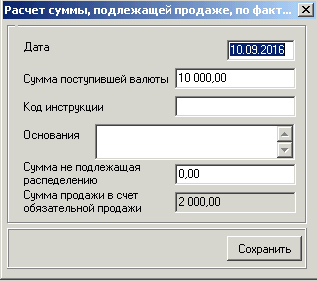 Расчет суммы, подлежащей продаже, по факт...
Дата
10.09.2016
Сумма поступившей валюты
10 000,00
Код инструкции
Основания
Сумма не подлежащая
распеделению
0,00
Сумма продажи в счет
обязательной продажи
2 000,00
Сохранить